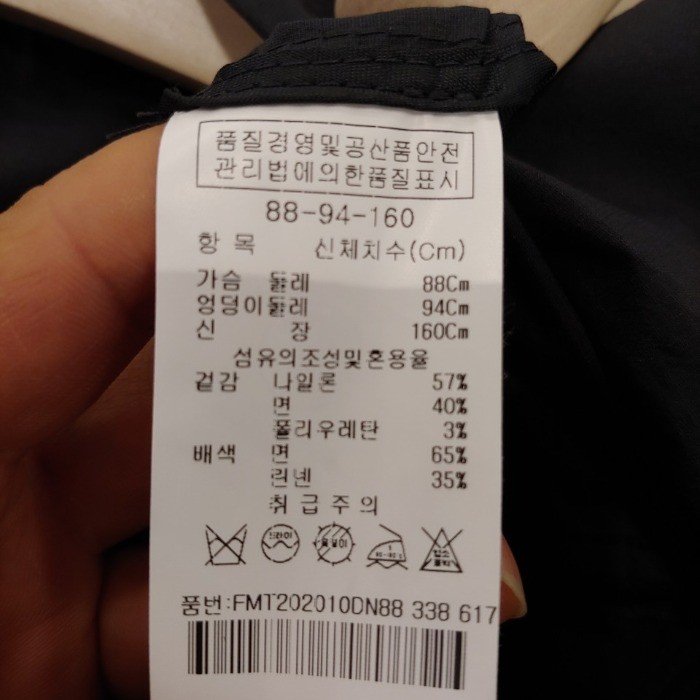 품질경영및공산품안전
관리법에의한품질표시
88-94-160
항 목 신체치수(Cm)
가슴 둘레 88Cm
엉덩이둘레 94Cm
신 장 160Cm
섬유의조성및혼용율
겉감 나일론 57%
면 40%
폴리우레탄 3%
배색 면 65%
린넨 35%
취급주의
드라이
품번:FMT202010DN88 338 617